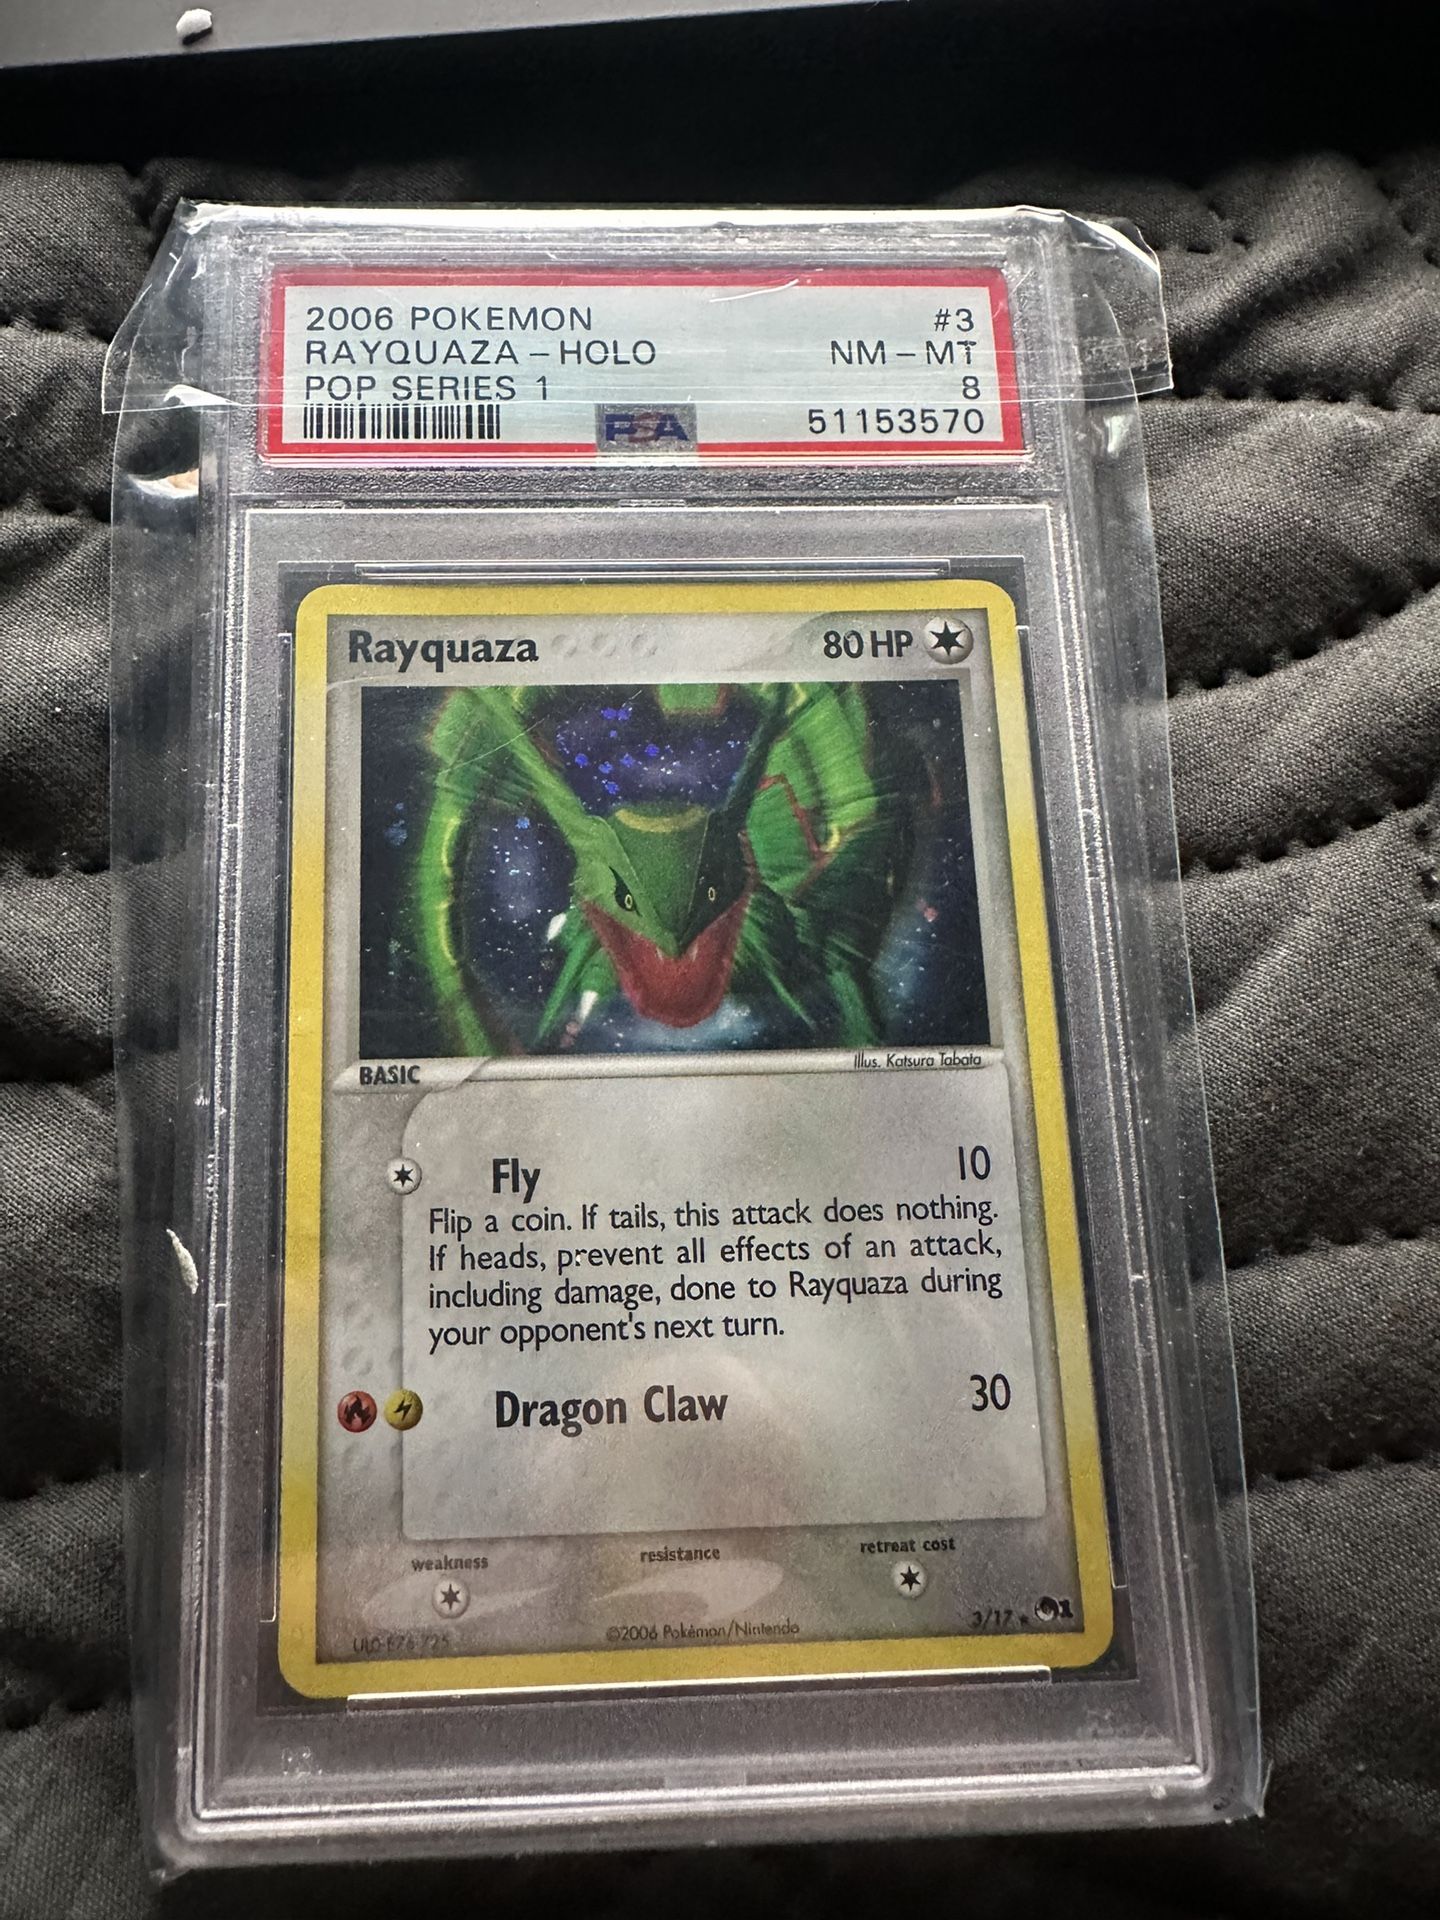 2006 POKEMON #3
RAYQUAZA - HOLO NM - MT
POP SERIES 1 8
PSA 51153570
Rayquaza 80 HP
BASIC Illus. Katsura Tabata
Fly 10
Flip a coin. If tails, this attack does nothing.
If heads, prevent all effects of an attack,
including damage, done to Rayquaza during
your opponent's next turn.
Dragon Claw 30
weakness resistance retreat cost
©2006 Pokémon/Nintendo 3/17